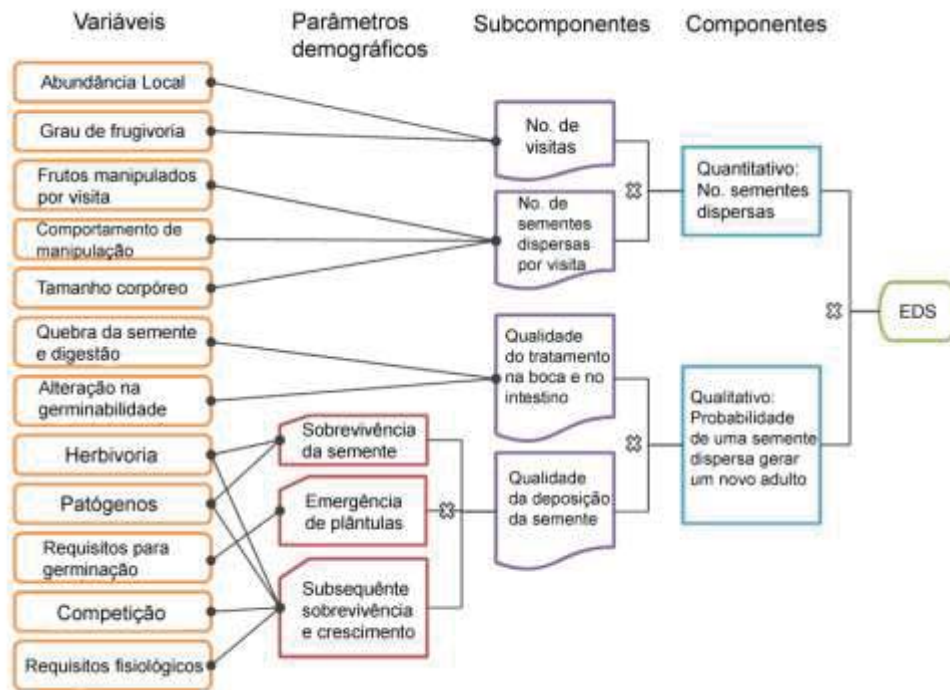 Variáveis
Parâmetros
demográficos
Subcomponentes
Componentes
Abundância Local
Grau de frugivoria
Frutos manipulados
por visita
Comportamento de
manipulação
Tamanho corpóreo
Quebra da semente
e digestão
Alteração na
germinabilidade
Herbivoria
Patógenos
Requisitos para
germinação
Competição
Requisitos fisiológicos
Sobrevivência
da semente
Emergência
de plântulas
Subsequênte
sobrevivência
e crescimento
No. de
visitas
No. de
sementes
dispersas
por visita
Qualidade
do tratamento
na boca e no
intestino
Qualidade
da deposição
da semente
Quantitativo:
No. sementes
dispersas
Qualitativo:
Probabilidade
de uma semente
dispersa gerar
um novo adulto
EDS